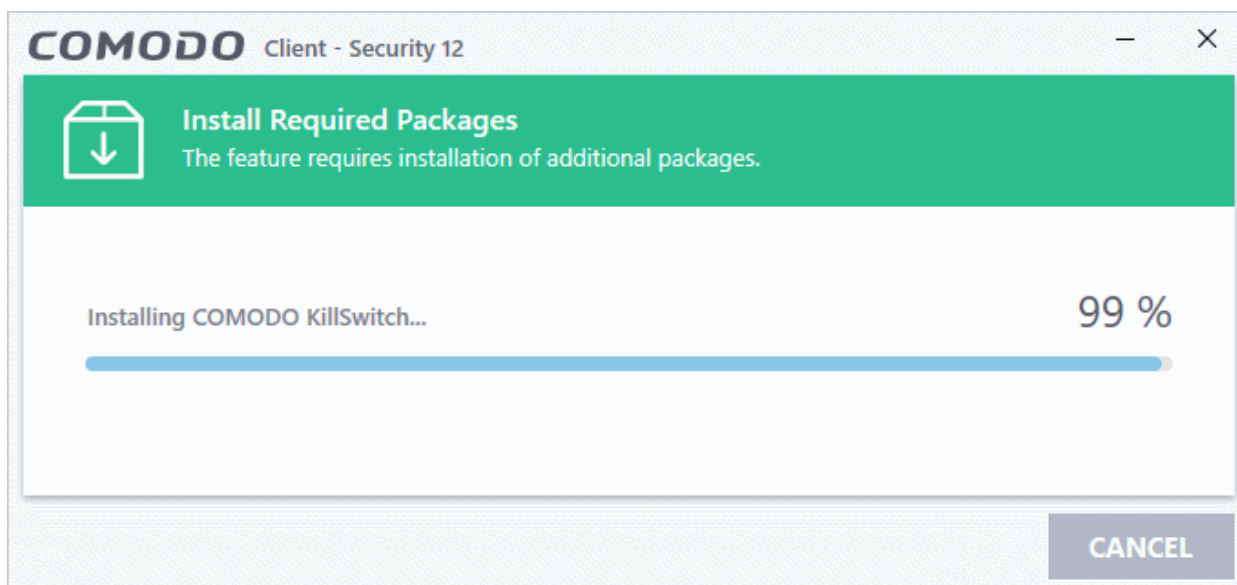 COMODO Client - Security 12
Install Required Packages
The feature requires installation of additional packages.
Installing COMODO KillSwitch... 99 %
CANCEL